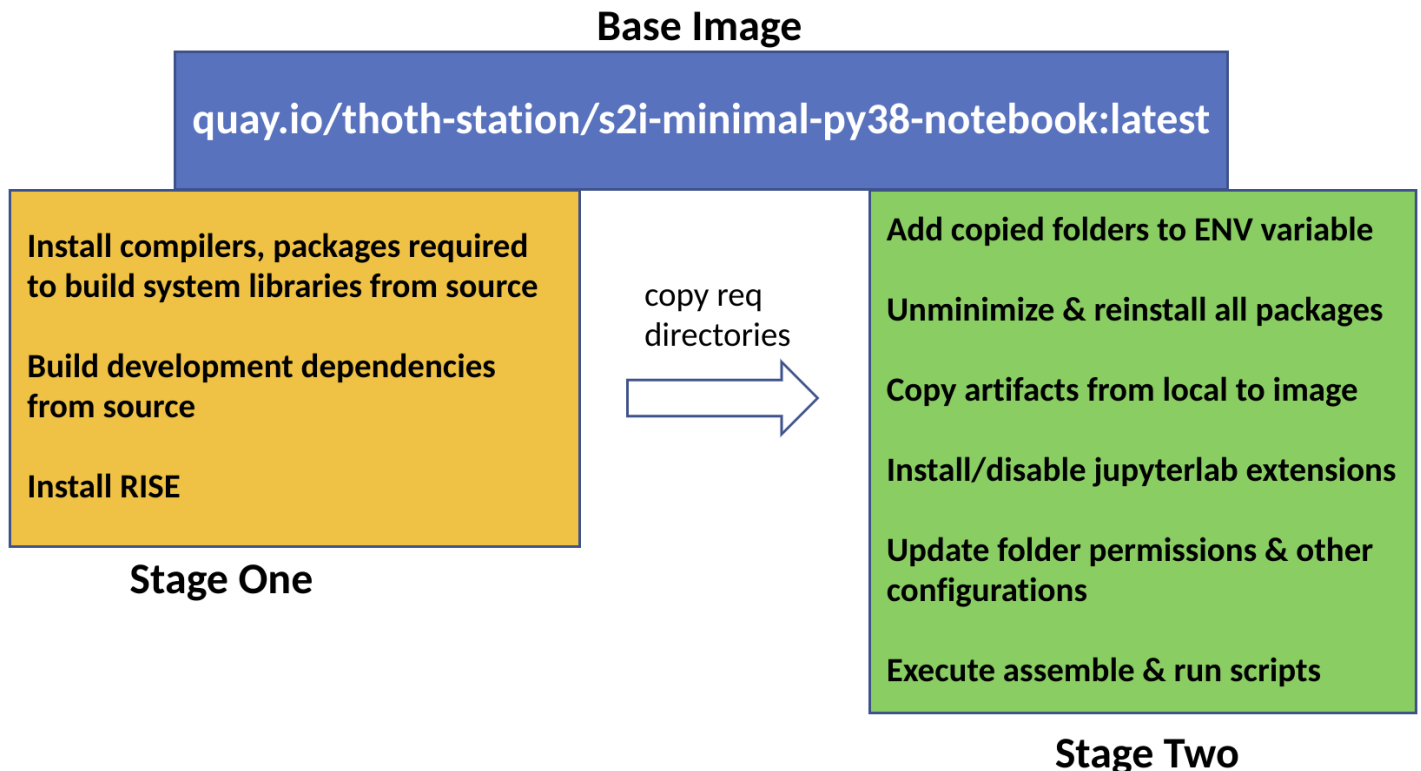 Base Image
quay.io/thoth-station/s2i-minimal-py38-notebook:latest
Install compilers, packages required
to build system libraries from source
Build development dependencies
from source
Install RISE
Stage One
copy req
directories
Add copied folders to ENV variable
Unminimize & reinstall all packages
Copy artifacts from local to image
Install/disable jupyterlab extensions
Update folder permissions & other
configurations
Execute assemble & run scripts
Stage Two